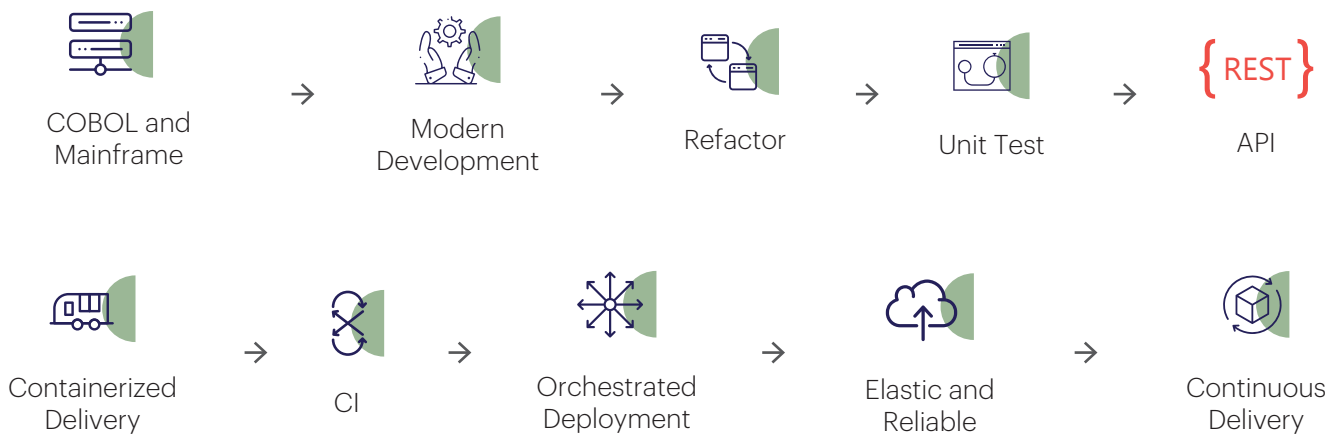 COBOL and
Mainframe
Modern
Development
Refactor
Unit Test
{ REST }
API
Containerized
Delivery
CI
Orchestrated
Deployment
Elastic and
Reliable
Continuous
Delivery